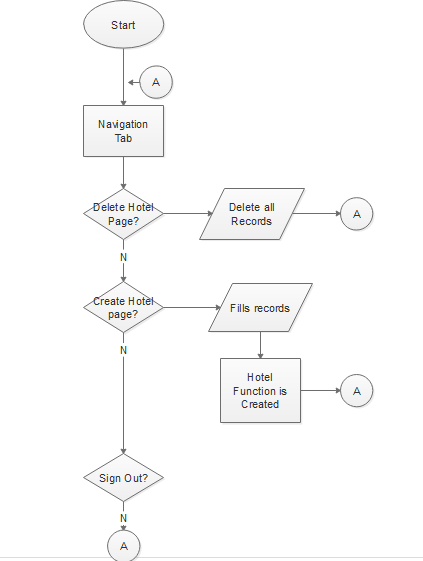 Start
A
Navigation
Tab
Delete Hotel
Page?
Delete all
Records
A
N
Create Hotel
page?
Fills records
N
Hotel
Function is
Created
A
Sign Out?
N
A